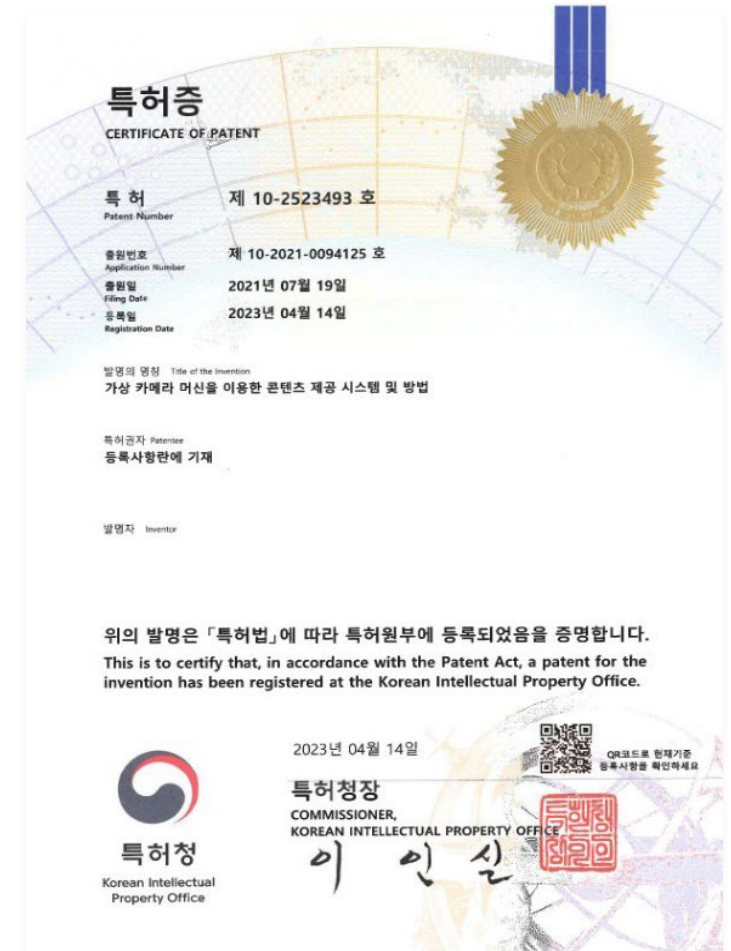 특허증
CERTIFICATE OF PATENT
특 허 제 10-2523493 호
Patent Number
출원번호 제 10-2021-0094125 호
Application Number
출원일 2021년 07월 19일
Filing Date
등록일 2023년 04월 14일
Registration Date
발명의 명칭 Title of the Invention
가상 카메라 머신을 이용한 콘텐츠 제공 시스템 및 방법
특허권자 Patentee
등록사항란에 기재
발명자 Inventor
위의 발명은 「특허법」에 따라 특허원부에 등록되었음을 증명합니다.
This is to certify that, in accordance with the Patent Act, a patent for the
invention has been registered at the Korean Intellectual Property Office.
2023년 04월 14일
QR코드로 현재기준
등록사항을 확인하세요
특허청장
COMMISSIONER,
KOREAN INTELLECTUAL PROPERTY OFFICE
이 인 실
특허청
Korean Intellectual
Property Office